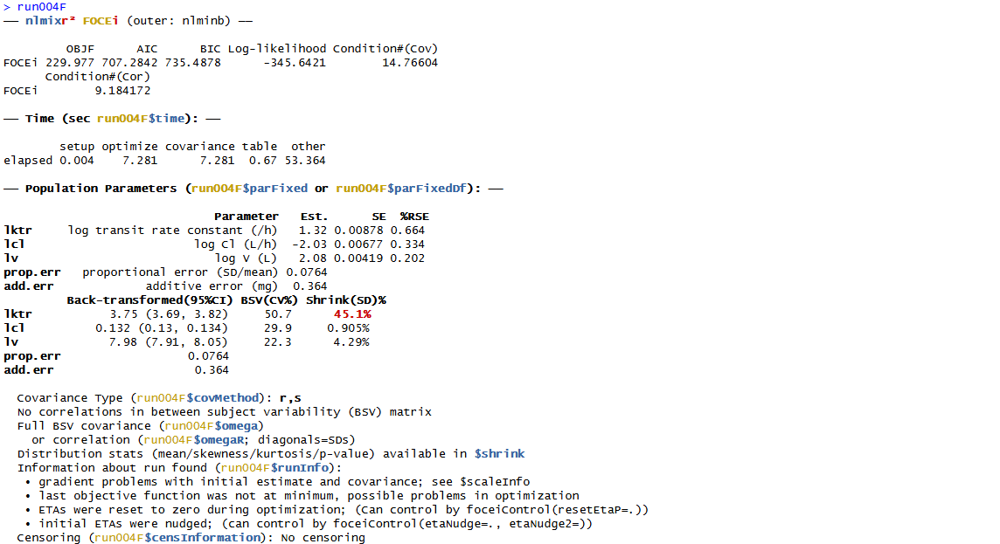 > run004F
── nlmixr² FOCEi (outer: nlminb) ──
OBJF AIC BIC Log-likelihood Condition#(Cov)
FOCEi 229.977 707.2842 735.4878 -345.6421 14.76604
Condition#(Cor)
FOCEi 9.184172
── Time (sec run004F$time): ──
setup optimize covariance table other
elapsed 0.004 7.281 7.281 0.67 53.364
── Population Parameters (run004F$parFixed or run004F$parFixedDf): ──
Parameter Est. SE %RSE
lktr log transit rate constant (/h) 1.32 0.00878 0.664
lcl log Cl (L/h) -2.03 0.00677 0.334
lv log V (L) 2.08 0.00419 0.202
prop.err proportional error (SD/mean) 0.0764
add.err additive error (mg) 0.364
Back-transformed(95%CI) BSV(CV%) Shrink(SD)%
lktr 3.75 (3.69, 3.82) 50.7 45.1%
lcl 0.132 (0.13, 0.134) 29.9 0.905%
lv 7.98 (7.91, 8.05) 22.3 4.29%
prop.err 0.0764
add.err 0.364
Covariance Type (run004F$covMethod): r,s
No correlations in between subject variability (BSV) matrix
Full BSV covariance (run004F$omega)
or correlation (run004F$omegaR; diagonals=SDs)
Distribution stats (mean/skewness/kurtosis/p-value) available in $shrink
Information about run found (run004F$runInfo):
• gradient problems with initial estimate and covariance; see $scaleInfo
• last objective function was not at minimum, possible problems in optimization
• ETAs were reset to zero during optimization; (Can control by foceiControl(resetEtaP=.))
• initial ETAs were nudged; (can control by foceiControl(etaNudge=., etaNudge2=))
Censoring (run004F$censInformation): No censoring